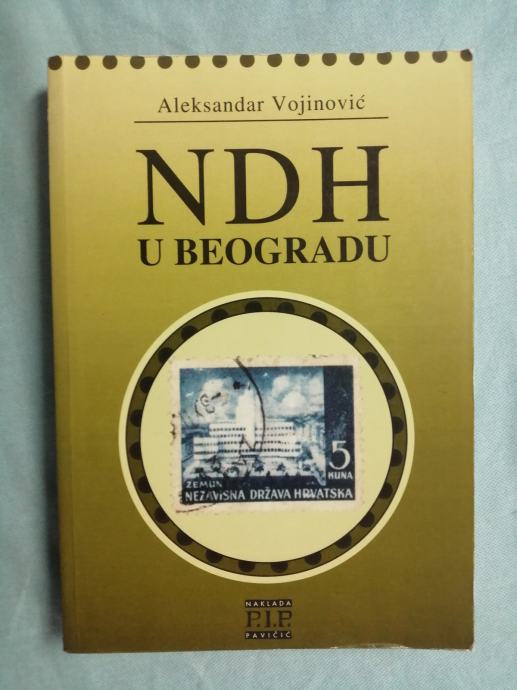 Aleksandar Vojinović
NDH
U BEOGRADU
5
KUNA
ZEMUN
NEZAVISNA DRŽAVA HRVATSKA
NAKLADA
P.I.P.
PAVIČIĆ